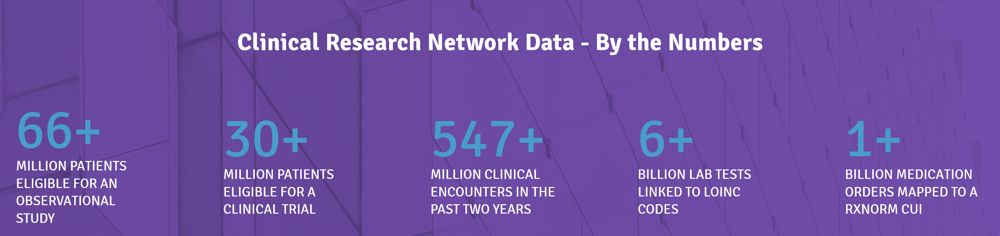 Clinical Research Network Data - By the Numbers
66+
MILLION PATIENTS
ELIGIBLE FOR AN
OBSERVATIONAL
STUDY
30+
MILLION PATIENTS
ELIGIBLE FOR A
CLINICAL TRIAL
547+
MILLION CLINICAL
ENCOUNTERS IN THE
PAST TWO YEARS
6+
BILLION LAB TESTS
LINKED TO LOINC
CODES
1+
BILLION MEDICATION
ORDERS MAPPED TO A
RXNORM CUI